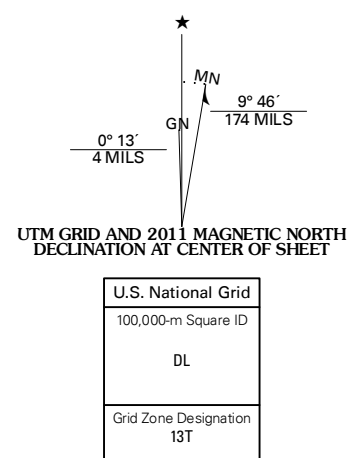 ★
MN
GN
9° 46´
174 MILS
0° 13´
4 MILS
UTM GRID AND 2011 MAGNETIC NORTH
DECLINATION AT CENTER OF SHEET
U.S. National Grid
100,000-m Square ID
DL
Grid Zone Designation
13T